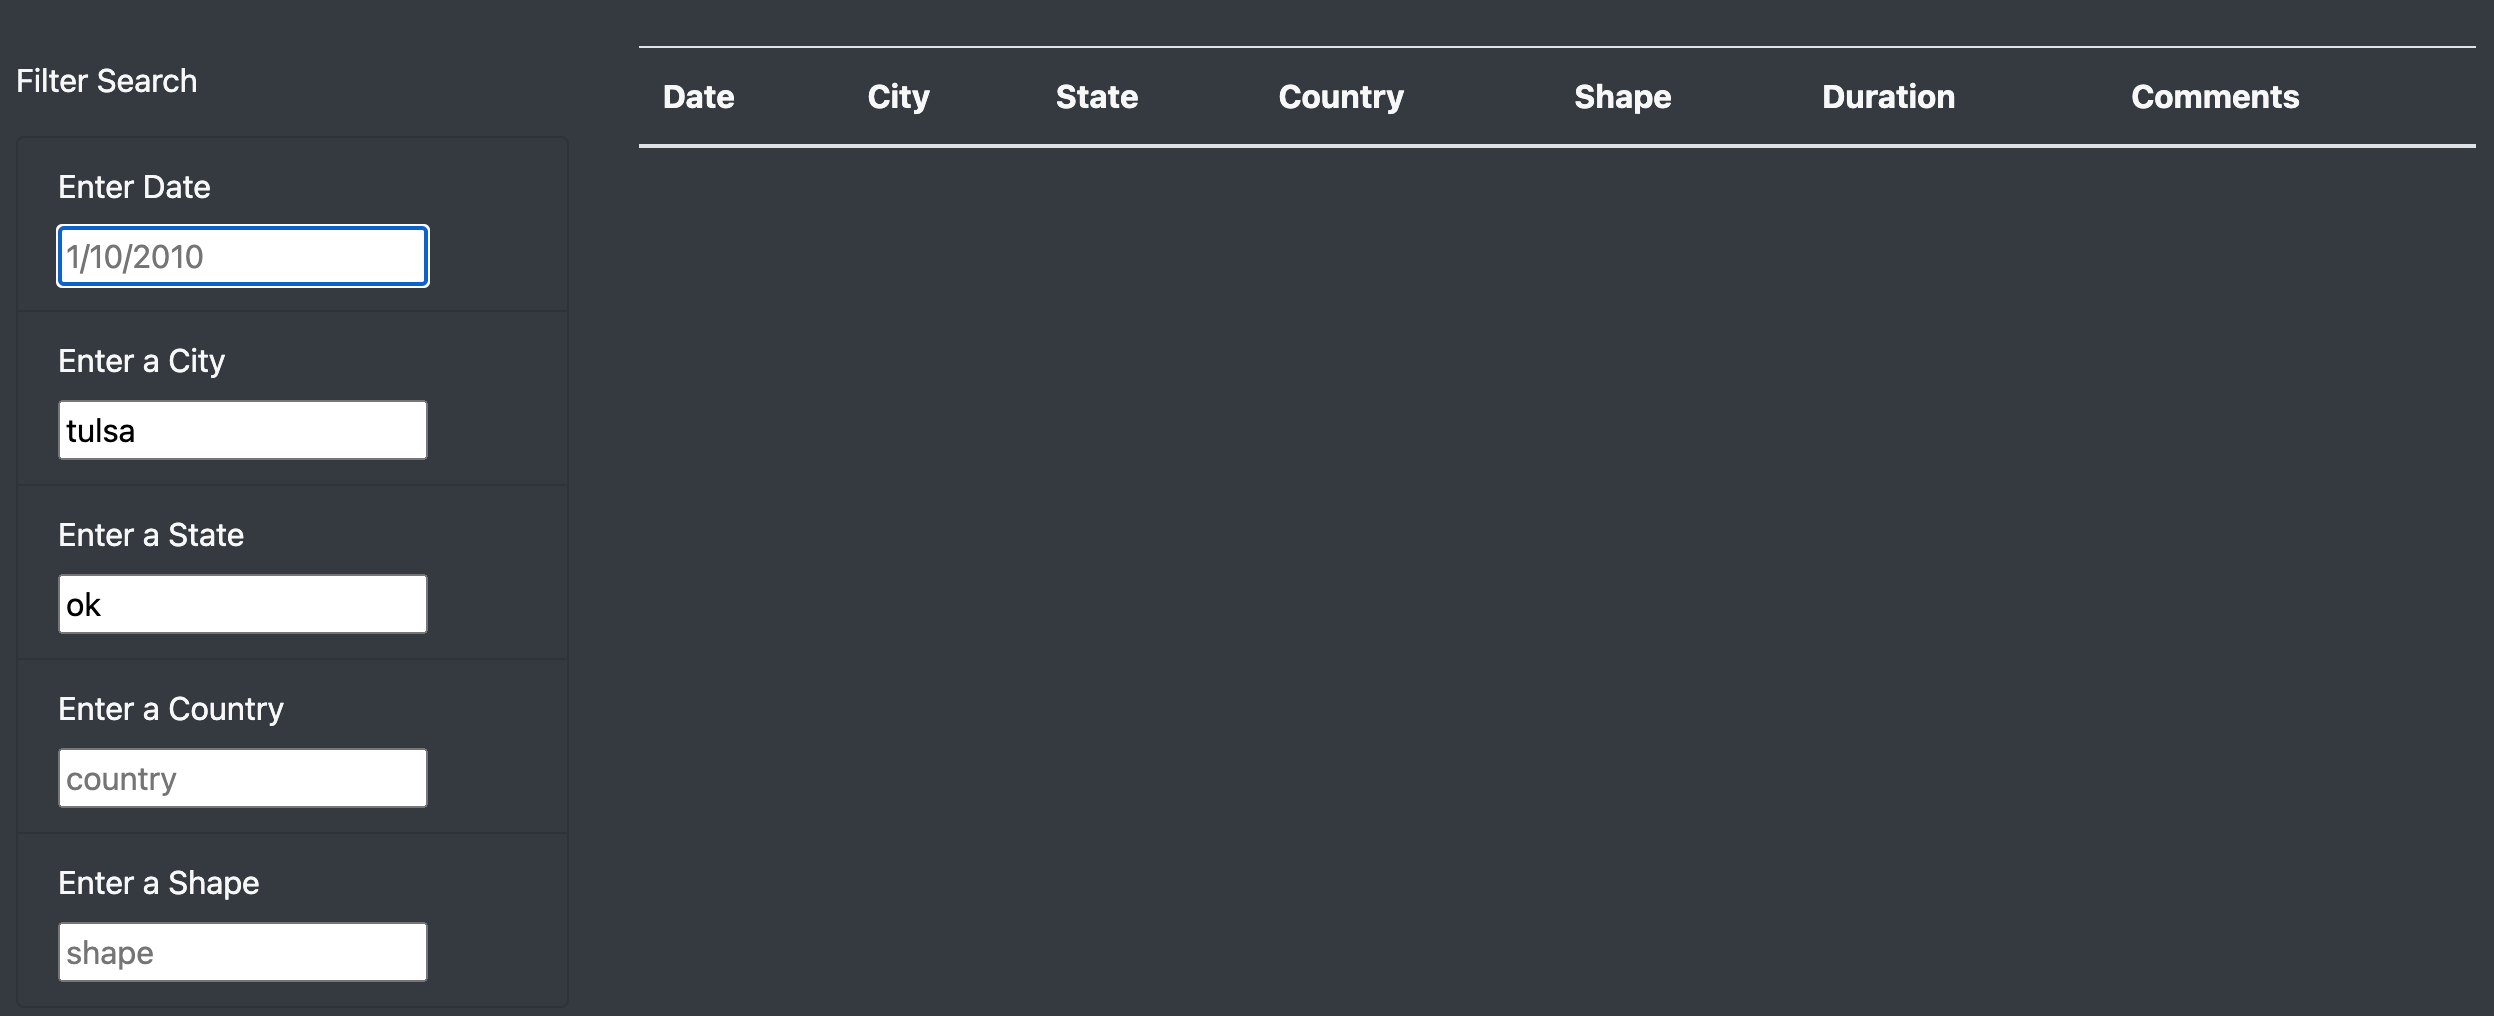 Filter Search
Enter Date
1/10/2010
Enter a City
tulsa
Enter a State
ok
Enter a Country
country
Enter a Shape
shape
Date City State Country Shape Duration Comments